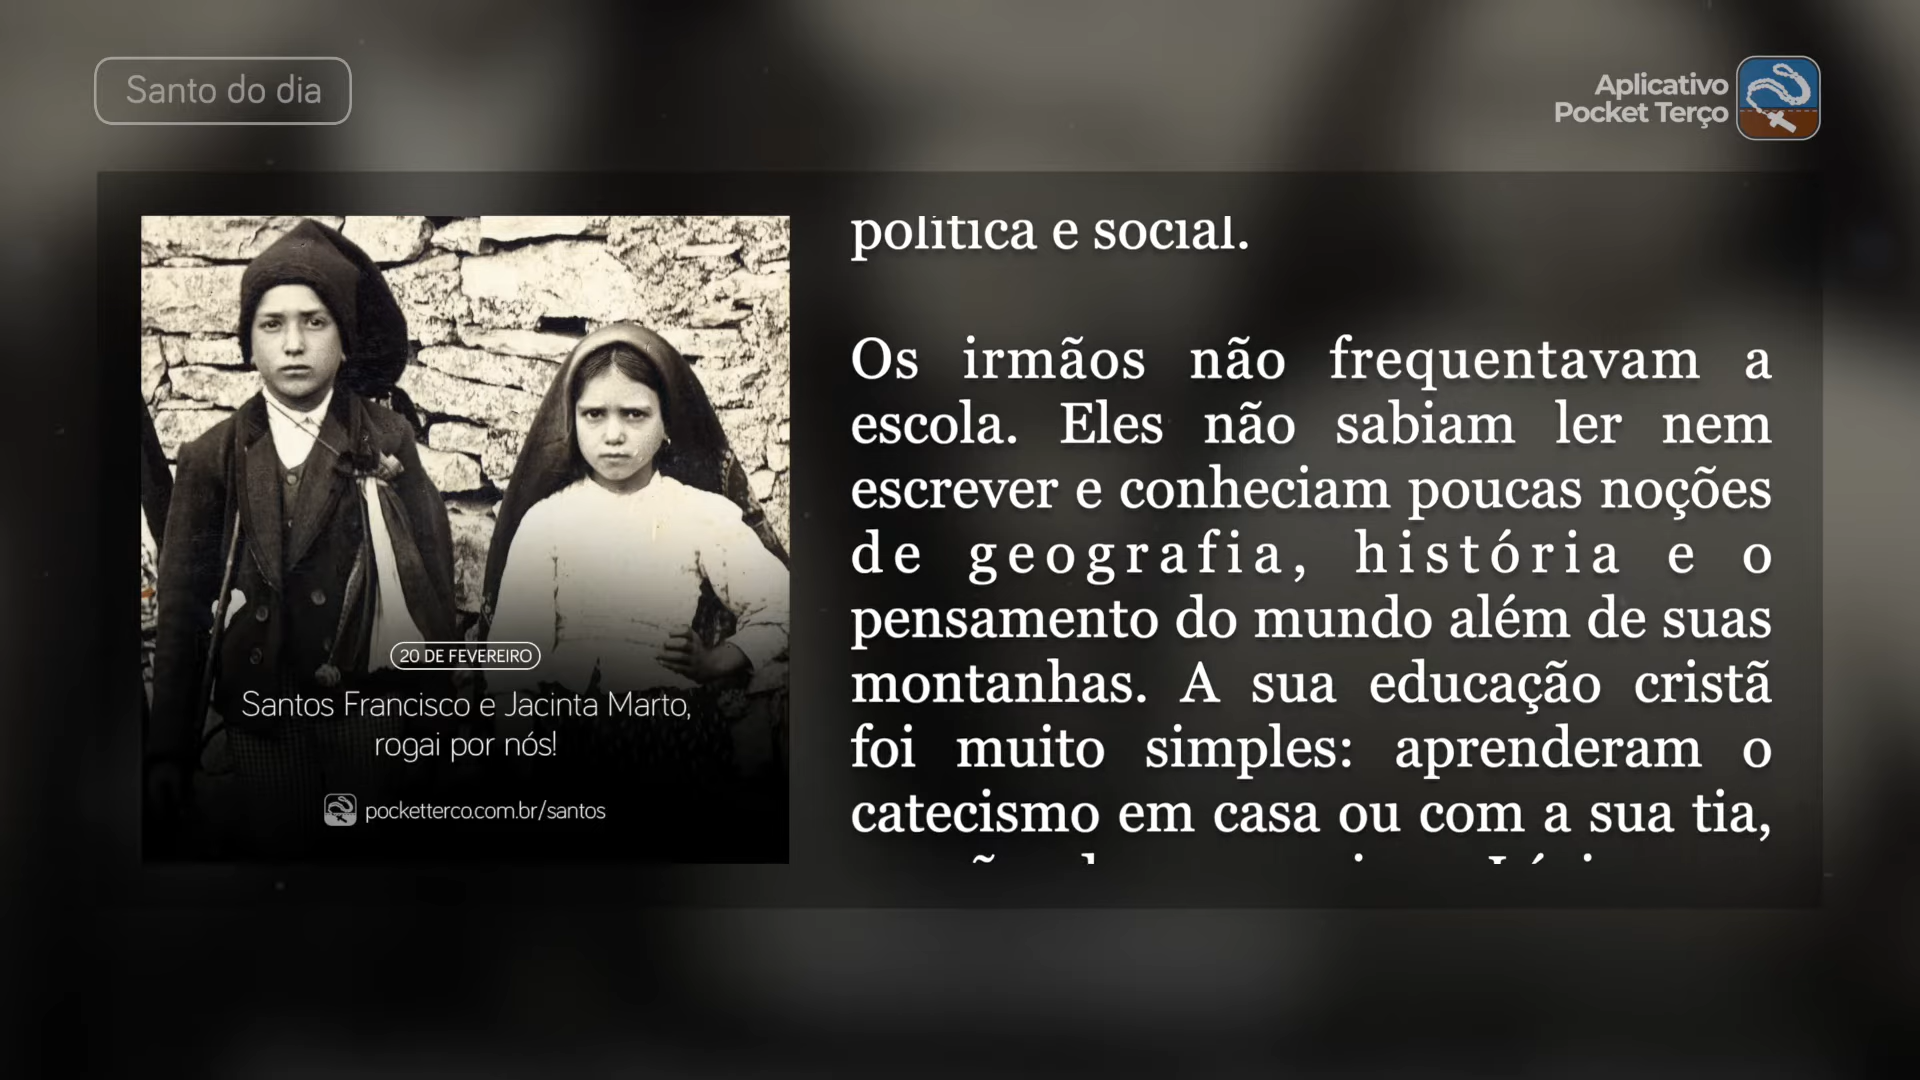 Santo do dia
Aplicativo
Pocket Terço
20 DE FEVEREIRO
Santos Francisco e Jacinta Marto,
rogai por nós!
pocketterco.com.br/santos
política e social.
Os irmãos não frequentavam a
escola. Eles não sabiam ler nem
escrever e conheciam poucas noções
de geografia, história e o
pensamento do mundo além de suas
montanhas. A sua educação cristã
foi muito simples: aprenderam o
catecismo em casa ou com a sua tia,